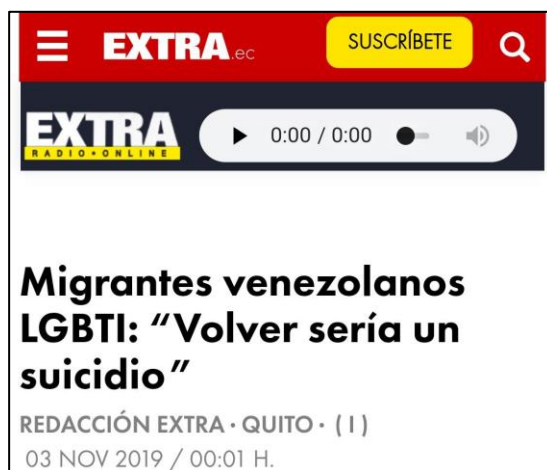 EXTRA.ec
SUSCRÍBETE
EXTRA
RADIO•ONLINE
0:00 / 0:00
Migrantes venezolanos
LGBTI: “Volver sería un
suicidio”
REDACCIÓN EXTRA · QUITO · ( I )
03 NOV 2019 / 00:01 H.